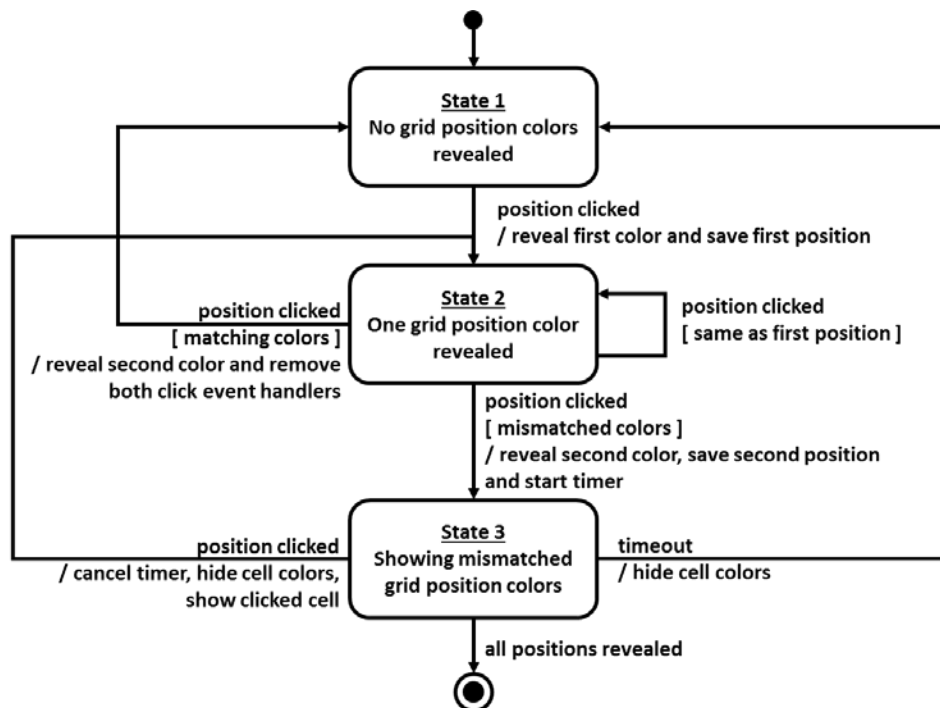 State 1
No grid position colors
revealed
position clicked
/ reveal first color and save first position
State 2
One grid position color
revealed
position clicked
[ matching colors ]
/ reveal second color and remove
both click event handlers
position clicked
[ same as first position ]
position clicked
[ mismatched colors ]
/ reveal second color, save second position
and start timer
State 3
Showing mismatched
grid position colors
position clicked
/ cancel timer, hide cell colors,
show clicked cell
timeout
/ hide cell colors
all positions revealed